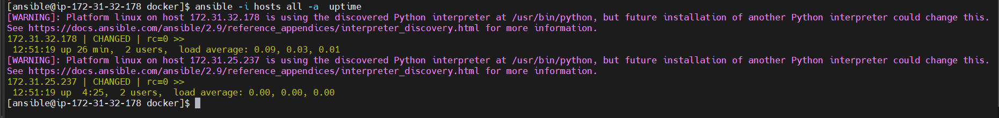 [ansible@ip-172-31-32-178 docker]$ ansible -i hosts all -a  uptime
[WARNING]: Platform linux on host 172.31.32.178 is using the discovered Python interpreter at /usr/bin/python, but future installation of another Python interpreter could change this.
See https://docs.ansible.com/ansible/2.9/reference_appendices/interpreter_discovery.html for more information.
172.31.32.178 | CHANGED | rc=0 >>
 12:51:19 up 26 min,  2 users,  load average: 0.09, 0.03, 0.01
[WARNING]: Platform linux on host 172.31.25.237 is using the discovered Python interpreter at /usr/bin/python, but future installation of another Python interpreter could change this.
See https://docs.ansible.com/ansible/2.9/reference_appendices/interpreter_discovery.html for more information.
172.31.25.237 | CHANGED | rc=0 >>
 12:51:19 up  4:25,  2 users,  load average: 0.00, 0.00, 0.00
[ansible@ip-172-31-32-178 docker]$